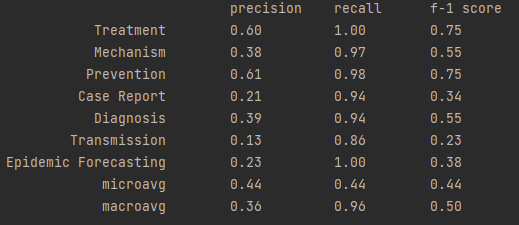 precision recall f-1 score
Treatment 0.60 1.00 0.75
Mechanism 0.38 0.97 0.55
Prevention 0.61 0.98 0.75
Case Report 0.21 0.94 0.34
Diagnosis 0.39 0.94 0.55
Transmission 0.13 0.86 0.23
Epidemic Forecasting 0.23 1.00 0.38
microavg 0.44 0.44 0.44
macroavg 0.36 0.96 0.50